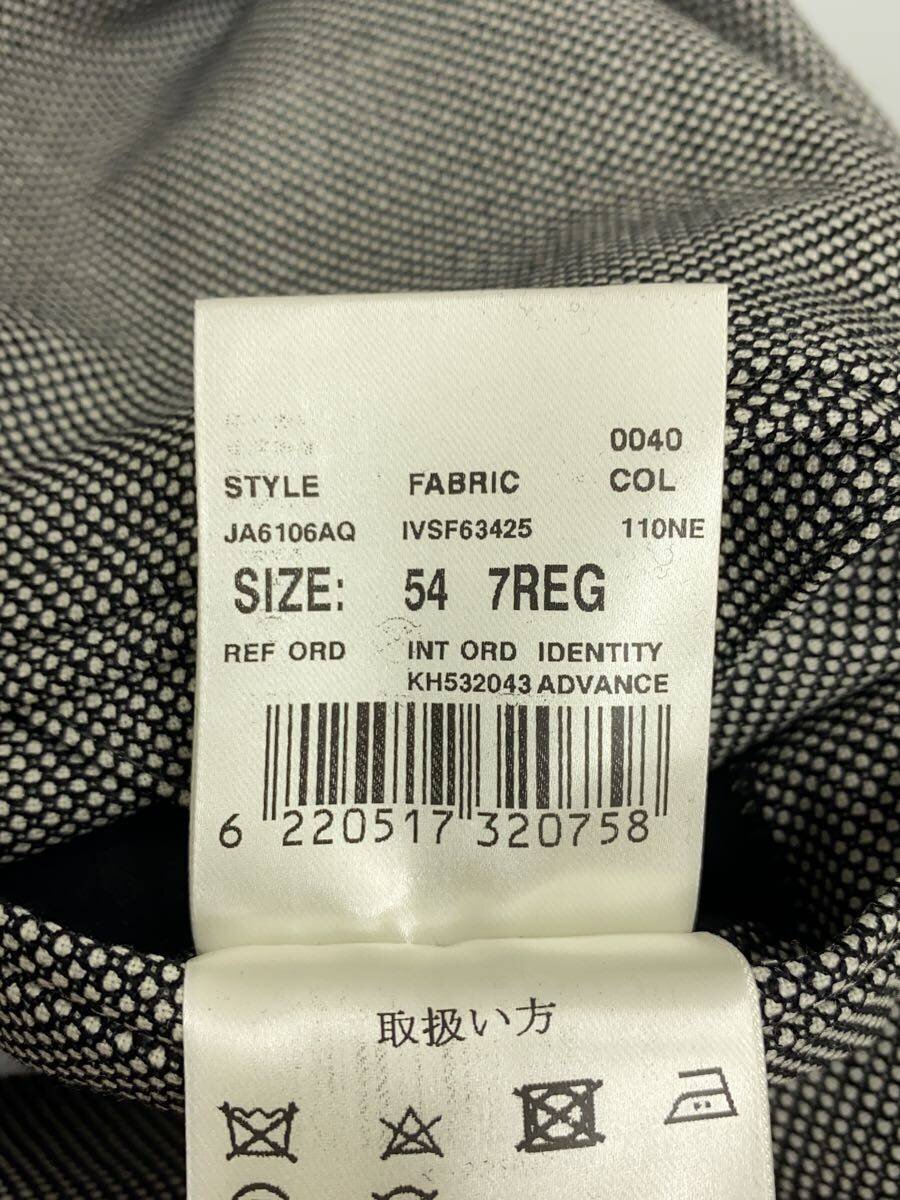 0040
STYLE FABRIC COL
JA6106AQ IVSF63425 110NE
SIZE: 54 7REG
REF ORD INT ORD IDENTITY
KH532043 ADVANCE
6 220517 320758
取扱い方